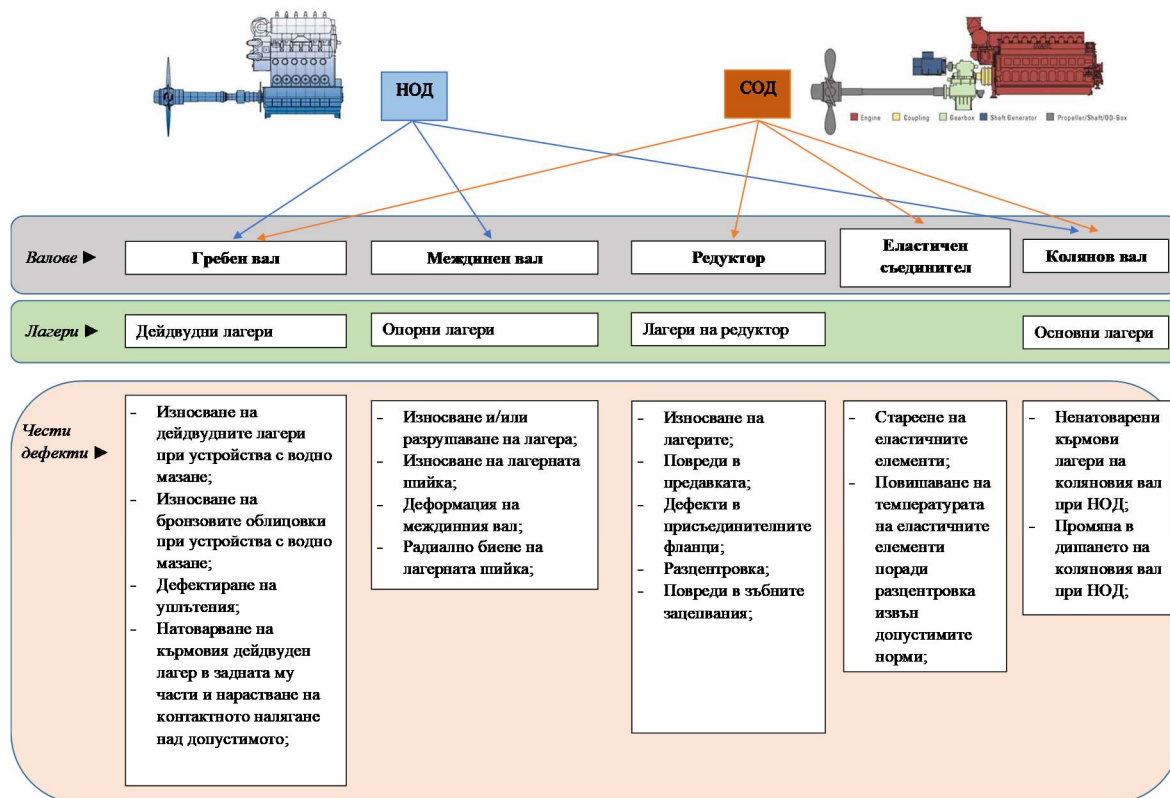 НОД
СОД
Engine
Coupling
Gearbox
Shaft Generator
Propeller/Shaft/OD-Box
Валове ►
Гребен вал
Междинен вал
Редуктор
Еластичен
съединител
Колянов вал
Лагери ►
Дейдвудни лагери
Опорни лагери
Лагери на редуктор
Основни лагери
Чести
дефекти ►
- Износване на
дейдвудните лагери
при устройства с водно
мазане;
- Износване на
бронзовите облицовки
при устройства с водно
мазане;
- Дефектиране на
уплътения;
- Натоварване на
кърмовия дейдвуден
лагер в задната му
части и нарастване на
контактното налягане
над допустимото;
- Износване и/или
разрушаване на лагера;
- Износване на лагерната
шийка;
- Деформация на
междинния вал;
- Радиално биене на
лагерната шийка;
- Износване на
лагерите;
- Повреди в
предавката;
- Дефекти в
присъединителните
фланци;
- Разцентровка;
- Повреди в зъбните
зацепвания;
- Стареене на
еластичните
елементи;
- Повишаване на
температурата
на еластичните
елементи
поради
разцентровка
извън
допустимите
норми;
- Ненатоварени
кърмови
лагери на
коляновия вал
при НОД;
- Промяна в
дишането на
коляновия вал
при НОД;